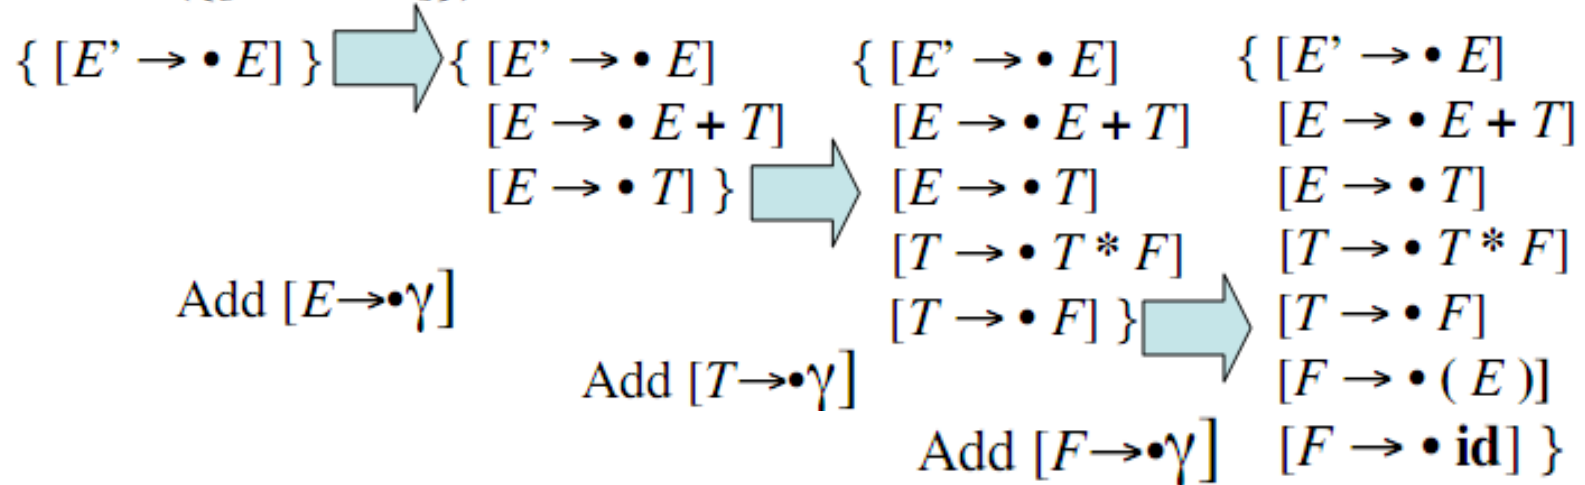 { [E’ → • E] } { [E’ → • E] { [E’ → • E] { [E’ → • E]
[E → • E + T] [E → • E + T] [E → • E + T]
[E → • T] } [E → • T] [E → • T]
[T → • T * F] [T → • T * F]
Add [E→•γ] [T → • F] } [T → • F]
Add [T→•γ] [F → • ( E )]
Add [F→•γ] [F → • id] }